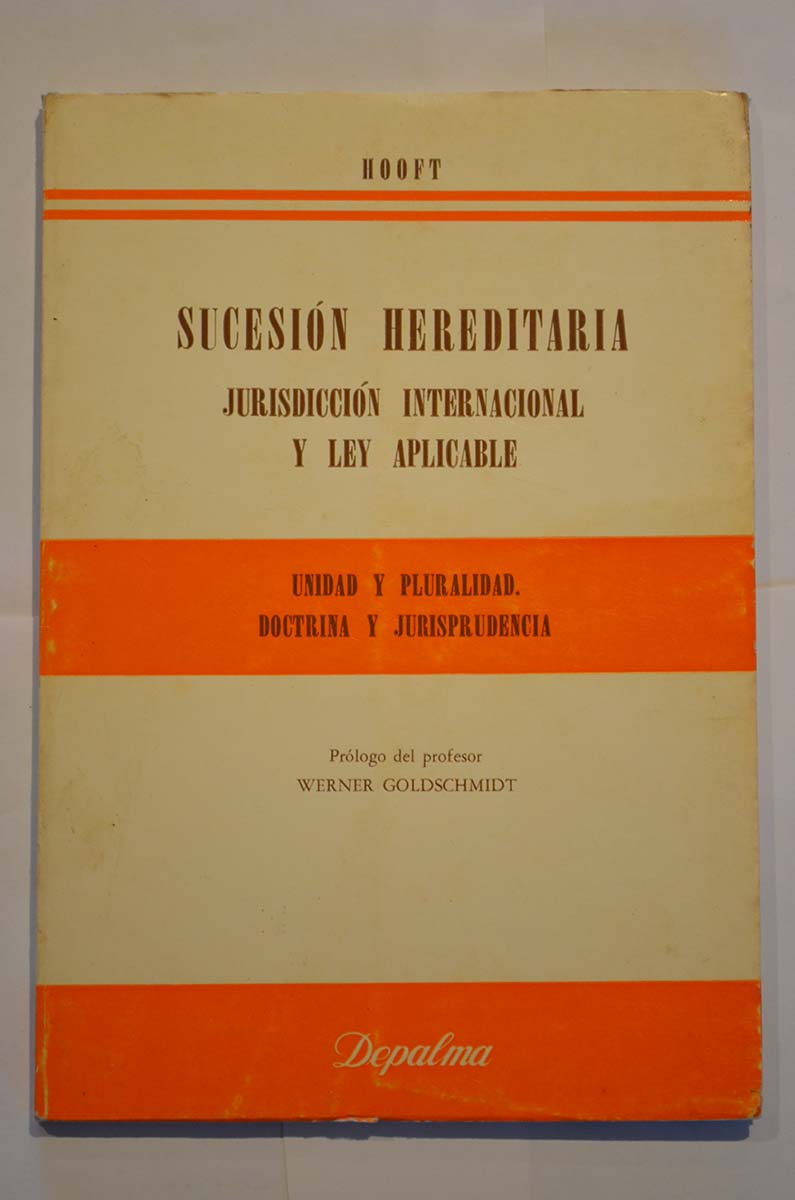 HOOFT
SUCESIÓN HEREDITARIA
JURISDICCIÓN INTERNACIONAL
Y LEY APLICABLE
UNIDAD Y PLURALIDAD.
DOCTRINA Y JURISPRUDENCIA
Prólogo del profesor
WERNER GOLDSCHMIDT
Depalma